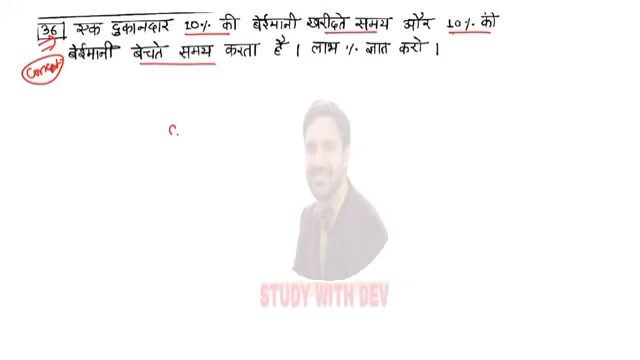 36 एक दुकानदार 10% की बेईमानी खरीदते समय और 10% की
Concept बेईमानी बेचते समय करता है । लाभ % ज्ञात करो ।
STUDY WITH DEV